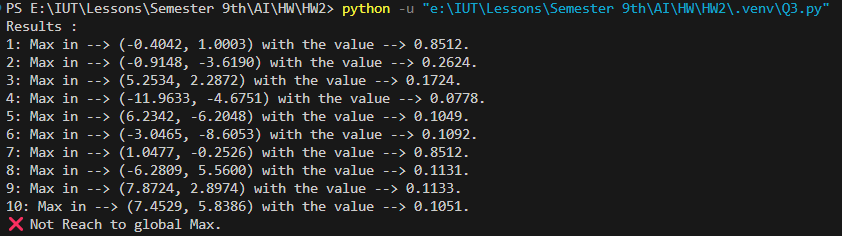 PS E:\IUT\Lessons\Semester 9th\AI\HW\HW2> python -u "e:\IUT\Lessons\Semester 9th\AI\HW\HW2\.venv\Q3.py"
Results :
1: Max in --> (-0.4042, 1.0003) with the value --> 0.8512.
2: Max in --> (-0.9148, -3.6190) with the value --> 0.2624.
3: Max in --> (5.2534, 2.2872) with the value --> 0.1724.
4: Max in --> (-11.9633, -4.6751) with the value --> 0.0778.
5: Max in --> (6.2342, -6.2048) with the value --> 0.1049.
6: Max in --> (-3.0465, -8.6053) with the value --> 0.1092.
7: Max in --> (1.0477, -0.2526) with the value --> 0.8512.
8: Max in --> (-6.2809, 5.5600) with the value --> 0.1131.
9: Max in --> (7.8724, 2.8974) with the value --> 0.1133.
10: Max in --> (7.4529, 5.8386) with the value --> 0.1051.
❌ Not Reach to global Max.